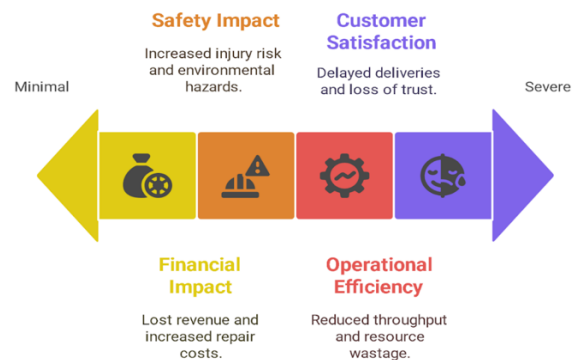 Safety Impact
Increased injury risk
and environmental
hazards.
Customer
Satisfaction
Delayed deliveries
and loss of trust.
Minimal
Severe
Financial
Impact
Lost revenue and
increased repair
costs.
Operational
Efficiency
Reduced throughput
and resource
wastage.